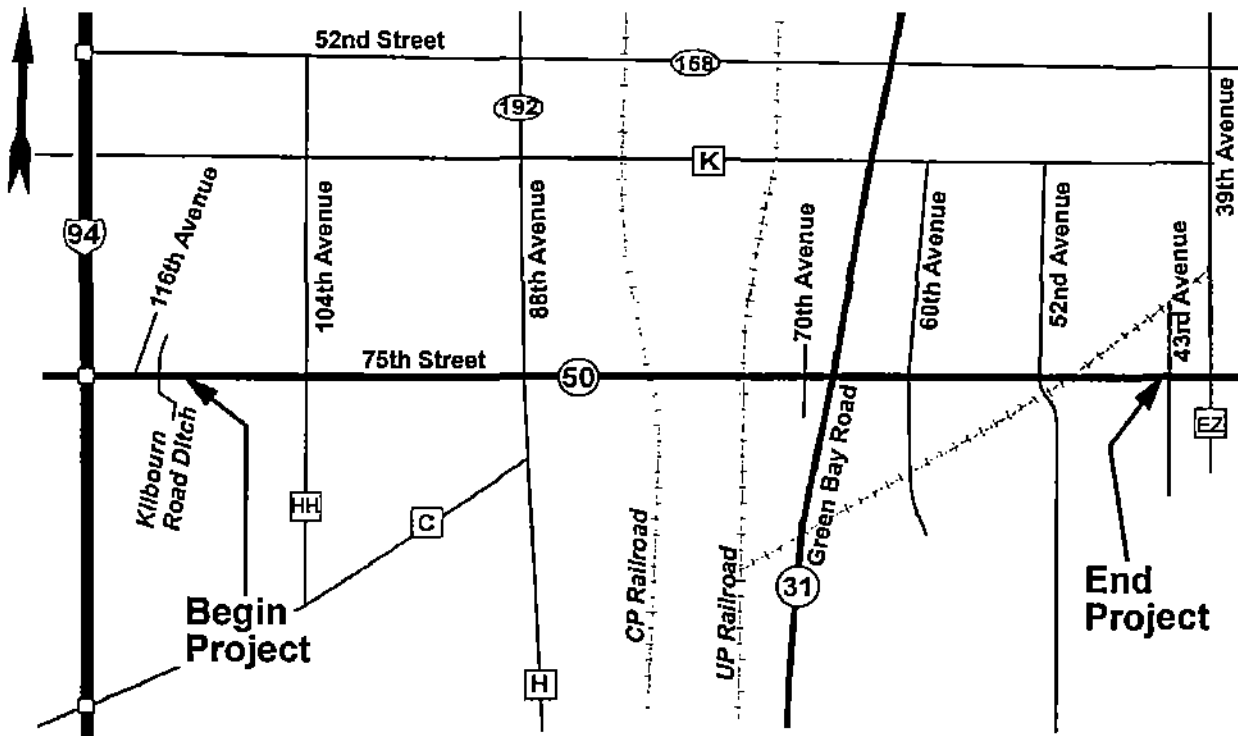 52nd Street
158
192
K
94
116th Avenue
104th Avenue
88th Avenue
70th Avenue
60th Avenue
52nd Avenue
43rd Avenue
39th Avenue
75th Street
50
Kilbourn
Road Ditch
HH
C
EZ
Green Bay Road
CP Railroad
UP Railroad
31
Begin
Project
End
Project
H